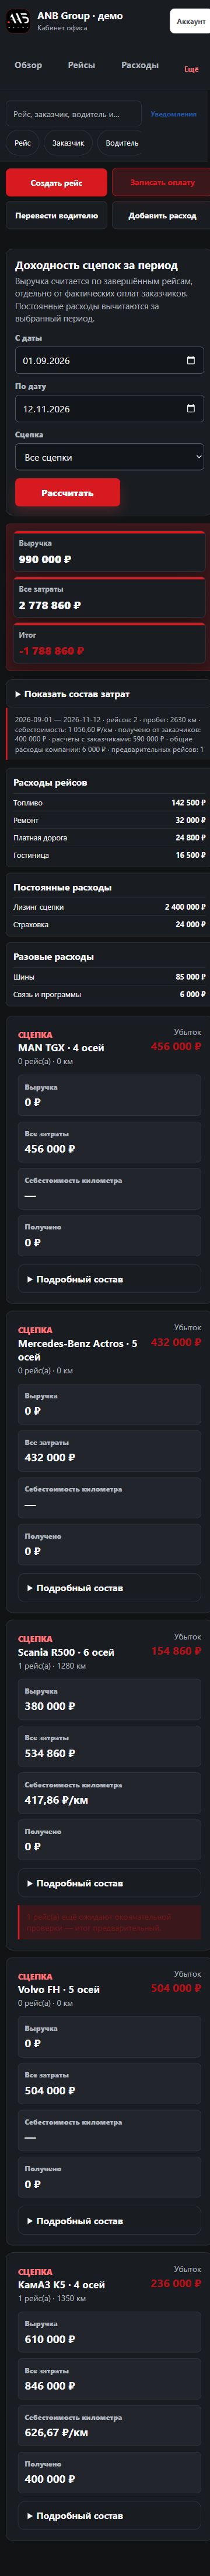 ANB Group · демо
Кабинет офиса
Аккаунт
Обзор
Рейсы
Расходы
Ещё
Рейс, заказчик, водитель и...
Уведомления
Рейс
Заказчик
Водитель
Создать рейс
Записать оплату
Перевести водителю
Добавить расход
Доходность сцепок за период
Выручка считается по завершённым рейсам,
отдельно от фактических оплат заказчиков.
Постоянные расходы вычитаются за
выбранный период.
С даты
01.09.2026
По дату
12.11.2026
Сцепка
Все сцепки
Рассчитать
Выручка
990 000 ₽
Все затраты
2 778 860 ₽
Итог
-1 788 860 ₽
▶ Показать состав затрат
2026-09-01 — 2026-11-12 · рейсов: 2 · пробег: 2630 км ·
себестоимость: 1 056,60 ₽/км · получено от заказчиков:
400 000 ₽ · расчёты с заказчиками: 590 000 ₽ · общие
расходы компании: 6 000 ₽ · предварительных рейсов: 1
Расходы рейсов
Топливо 142 500 ₽
Ремонт 32 000 ₽
Платная дорога 24 800 ₽
Гостиница 16 500 ₽
Постоянные расходы
Лизинг сцепки 2 400 000 ₽
Страховка 24 000 ₽
Разовые расходы
Шины 85 000 ₽
Связь и программы 6 000 ₽
СЦЕПКА
MAN TGX · 4 осей
0 рейс(а) · 0 км
Убыток
456 000 ₽
Выручка
0 ₽
Все затраты
456 000 ₽
Себестоимость километра
—
Получено
0 ₽
▶ Подробный состав
СЦЕПКА
Mercedes-Benz Actros · 5
осей
0 рейс(а) · 0 км
Убыток
432 000 ₽
Выручка
0 ₽
Все затраты
432 000 ₽
Себестоимость километра
—
Получено
0 ₽
▶ Подробный состав
СЦЕПКА
Scania R500 · 6 осей
1 рейс(а) · 1280 км
Убыток
154 860 ₽
Выручка
380 000 ₽
Все затраты
534 860 ₽
Себестоимость километра
417,86 ₽/км
Получено
0 ₽
▶ Подробный состав
СЦЕПКА
Volvo FH · 5 осей
0 рейс(а) · 0 км
Убыток
504 000 ₽
Выручка
0 ₽
Все затраты
504 000 ₽
Себестоимость километра
—
Получено
0 ₽
▶ Подробный состав
СЦЕПКА
КамАЗ К5 · 4 осей
1 рейс(а) · 1350 км
Убыток
236 000 ₽
Выручка
610 000 ₽
Все затраты
846 000 ₽
Себестоимость километра
626,67 ₽/км
Получено
400 000 ₽
▶ Подробный состав